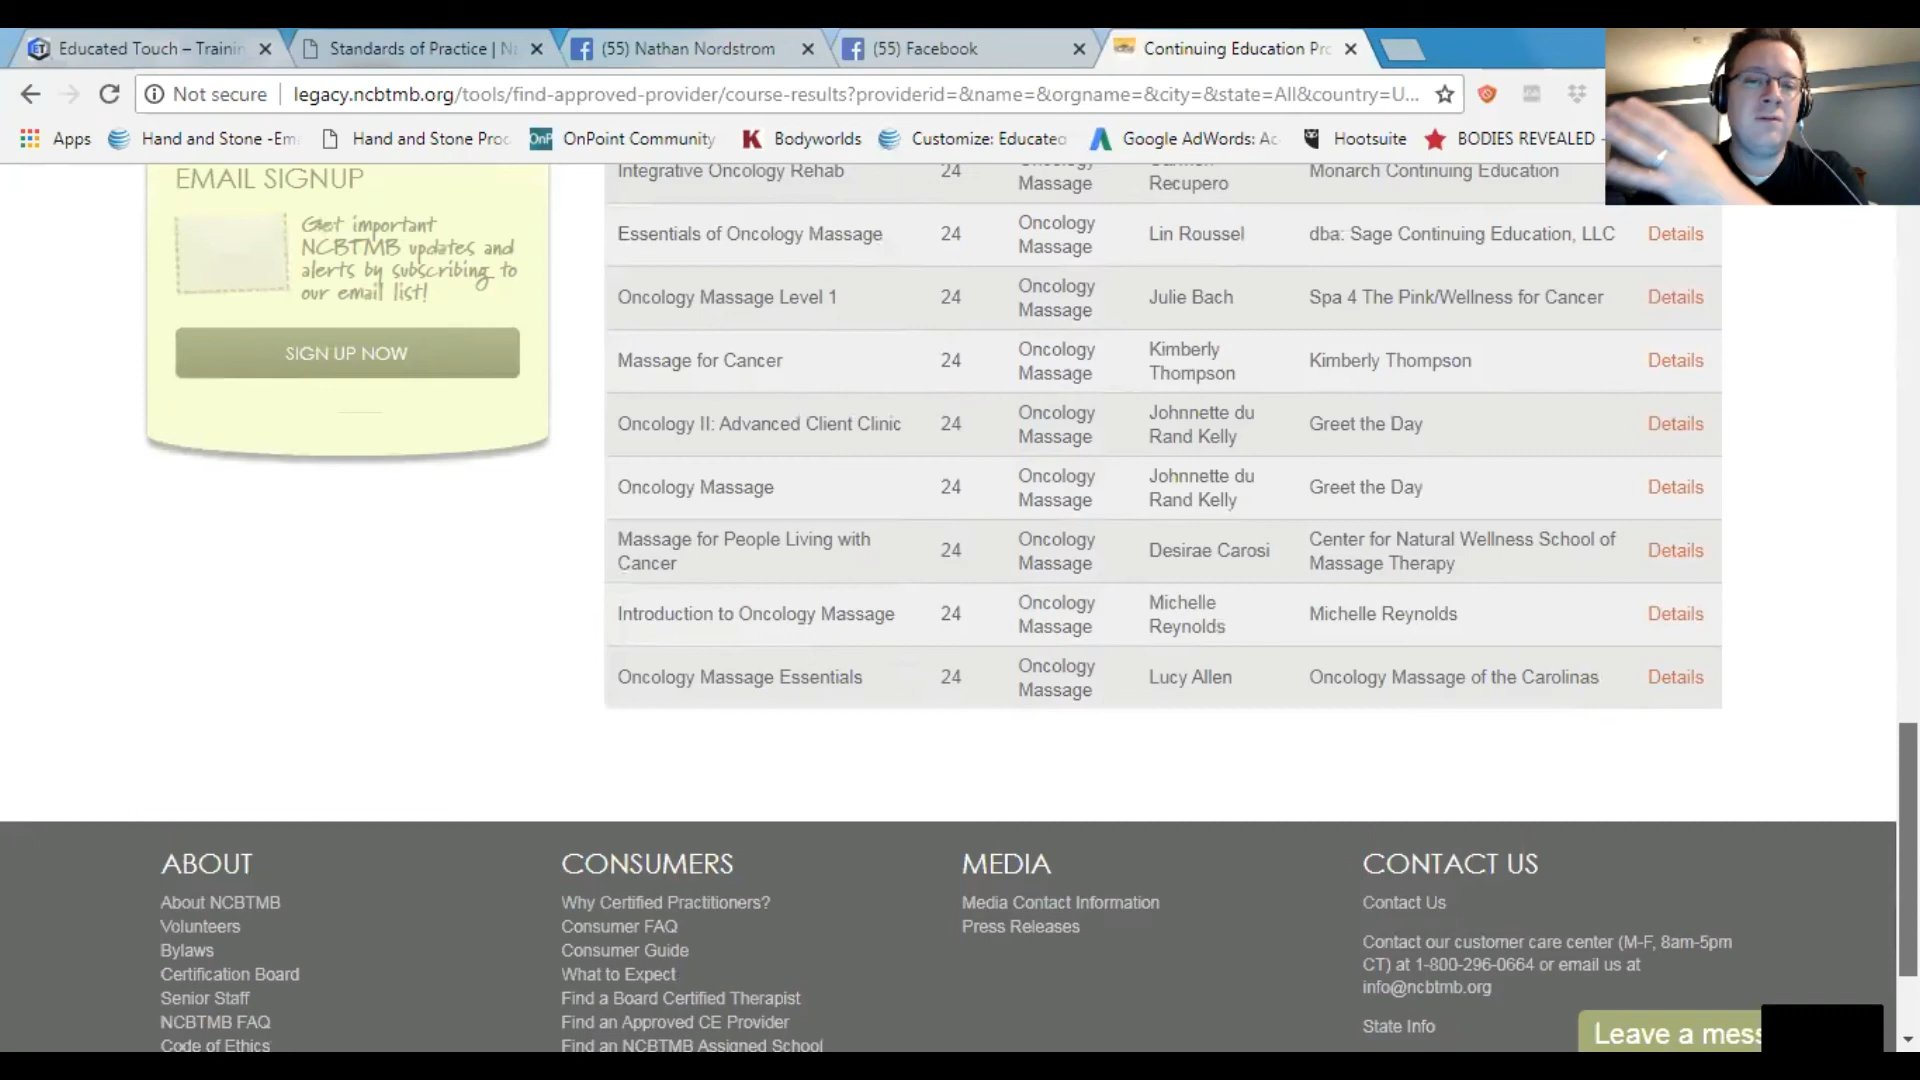 Educated Touch – Trainin
Standards of Practice | N
(55) Nathan Nordstrom
(55) Facebook
Continuing Education Pro
Not secure
legacy.ncbtmb.org/tools/find-approved-provider/course-results?providerid=&name=&orgname=&city=&state=All&country=U...
Apps
Hand and Stone -Em
Hand and Stone Proc
OnP
OnPoint Community
Bodyworlds
Customize: Educated
Google AdWords: Ac
Hootsuite
BODIES REVEALED -
EMAIL SIGNUP
Get important
NCBTMB updates and
alerts by subscribing to
our email list!
SIGN UP NOW
Integrative Oncology Rehab 24 Oncology Massage Carmen Recupero Monarch Continuing Education
Essentials of Oncology Massage 24 Oncology Massage Lin Roussel dba: Sage Continuing Education, LLC Details
Oncology Massage Level 1 24 Oncology Massage Julie Bach Spa 4 The Pink/Wellness for Cancer Details
Massage for Cancer 24 Oncology Massage Kimberly Thompson Kimberly Thompson Details
Oncology II: Advanced Client Clinic 24 Oncology Massage Johnnette du Rand Kelly Greet the Day Details
Oncology Massage 24 Oncology Massage Johnnette du Rand Kelly Greet the Day Details
Massage for People Living with Cancer 24 Oncology Massage Desirae Carosi Center for Natural Wellness School of Massage Therapy Details
Introduction to Oncology Massage 24 Oncology Massage Michelle Reynolds Michelle Reynolds Details
Oncology Massage Essentials 24 Oncology Massage Lucy Allen Oncology Massage of the Carolinas Details
ABOUT
About NCBTMB
Volunteers
Bylaws
Certification Board
Senior Staff
NCBTMB FAQ
Code of Ethics
CONSUMERS
Why Certified Practitioners?
Consumer FAQ
Consumer Guide
What to Expect
Find a Board Certified Therapist
Find an Approved CE Provider
Find an NCBTMB Assigned School
MEDIA
Media Contact Information
Press Releases
CONTACT US
Contact Us
Contact our customer care center (M-F, 8am-5pm
CT) at 1-800-296-0664 or email us at
info@ncbtmb.org
State Info
Leave a mess